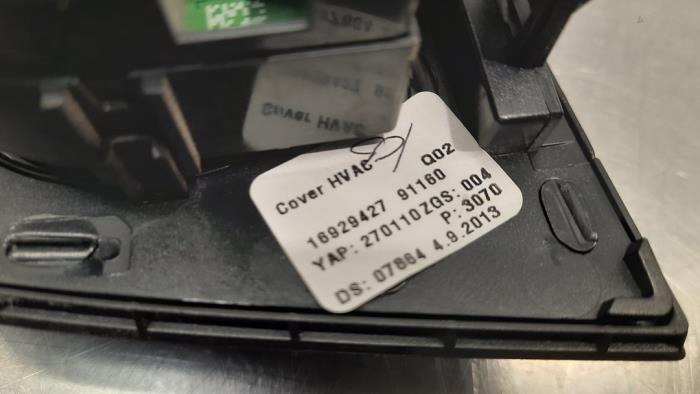 Cover HVAC Q02
16929427 91160
YAP: 270110ZGS: 004
P: 3070
DS: 07864 4.9.2013